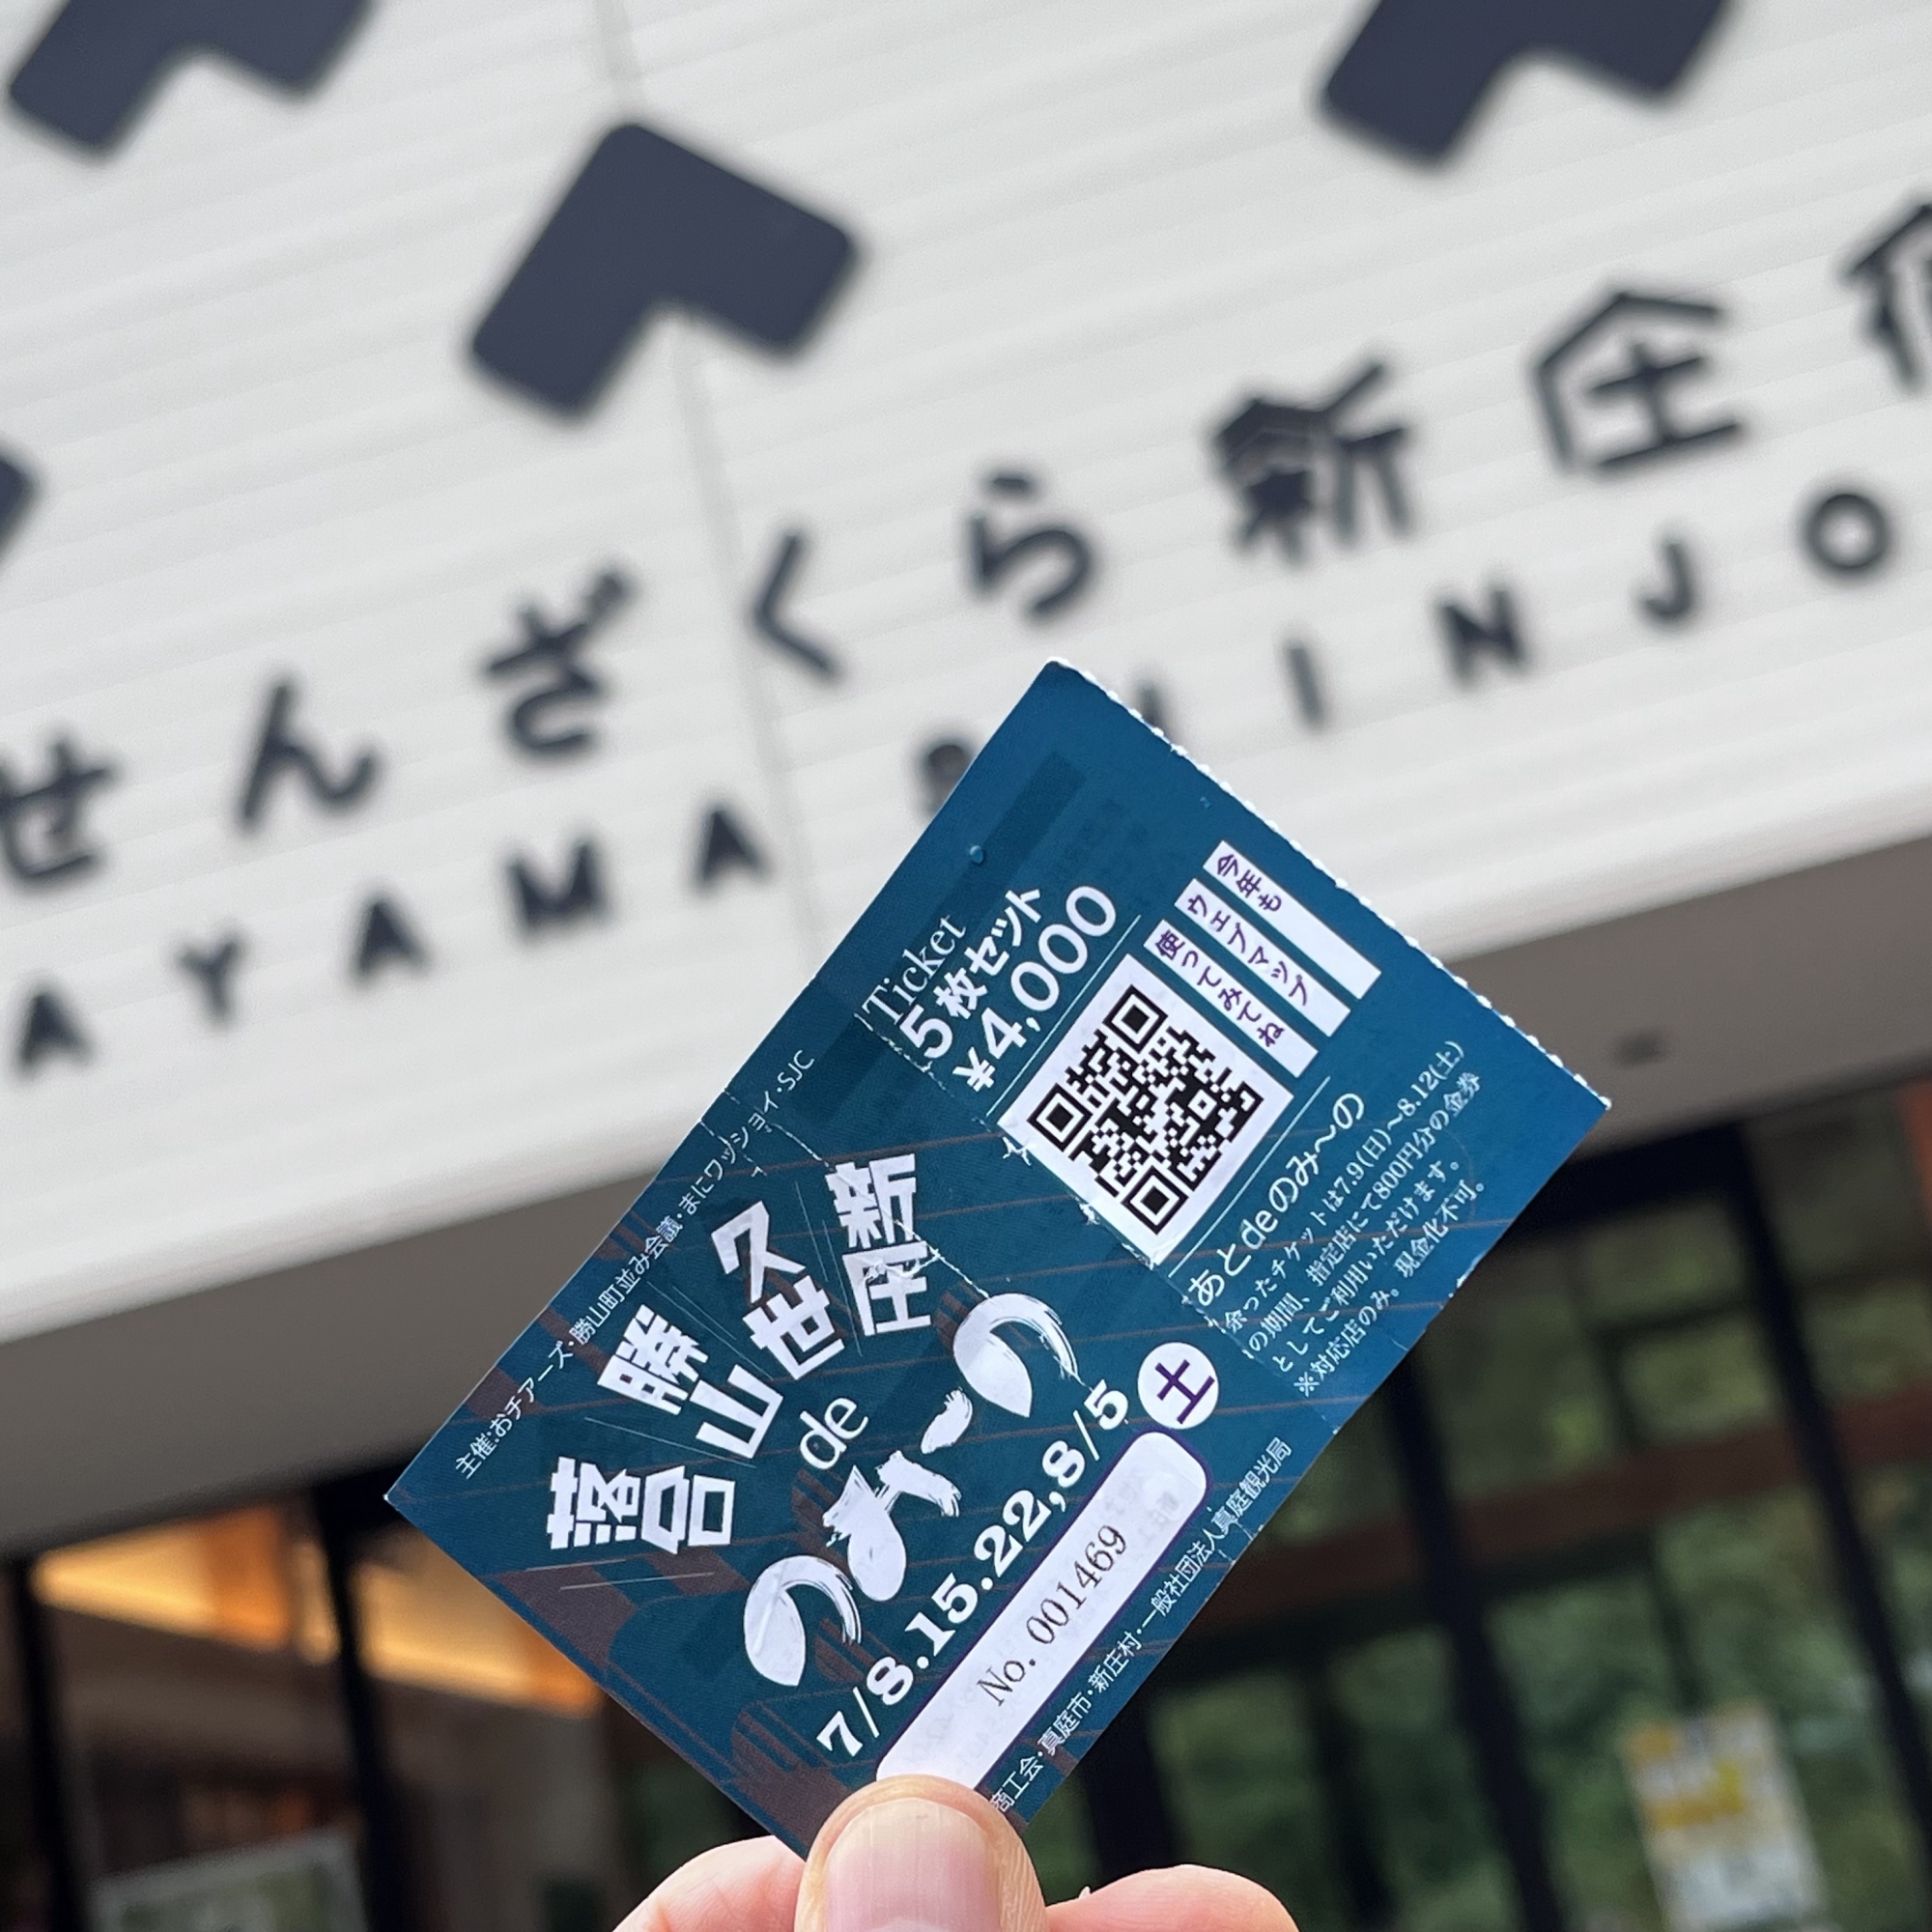 せんざくら新庄宿
AYAMA SHINJO
主催:おチアーズ・勝山町並み会議・まにワッショイ・SJC
落合
勝山
久世
新庄
de
のみ〜の
7/8.15.22,8/5 土
No. 001469
商工会・真庭市・新庄村・一般社団法人真庭観光局
Ticket
5枚セット
¥4,000
今年も
ウェブマップ
使ってみてね
あとdeのみ〜の
余ったチケットは7.9(日)〜8.12(土)
の期間、指定店にて800円分の金券
としてご利用いただけます。
※対応店のみ。 現金化不可。